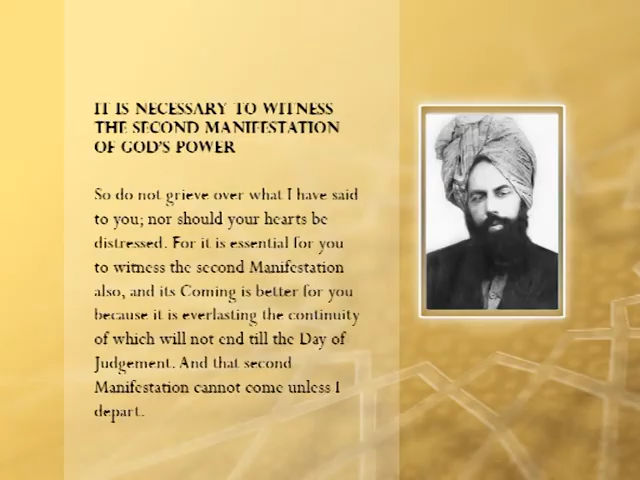 IT IS NECESSARY TO WITNESS
THE SECOND MANIFESTATION
OF GOD'S POWER
So do not grieve over what I have said
to you; nor should your hearts be
distressed. For it is essential for you
to witness the second Manifestation
also, and its Coming is better for you
because it is everlasting the continuity
of which will not end till the Day of
Judgement. And that second
Manifestation cannot come unless I
depart.